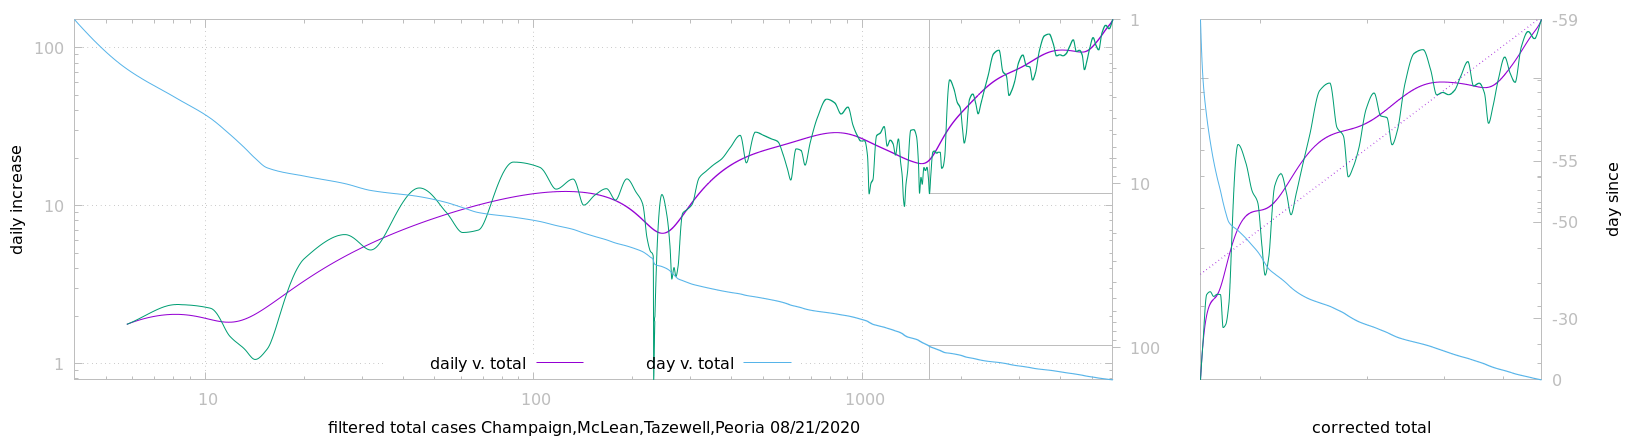 100
10
1
daily increase
daily v. total
day v. total
10
100
1000
filtered total cases Champaign,McLean,Tazewell,Peoria 08/21/2020
1
10
100
-59
-55
-50
-30
0
day since
corrected total